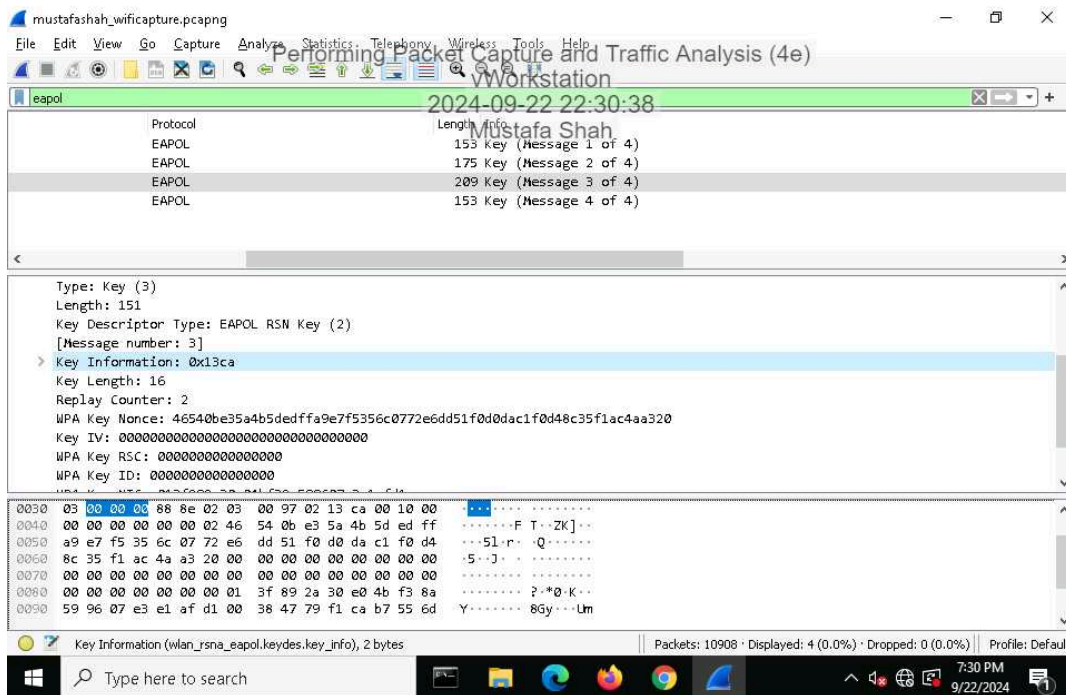 mustafashah_wificapture.pcapng
File Edit View Go Capture Analyze Statistics Telephony Wireless Tools Help
Performing Packet Capture and Traffic Analysis (4e)
vWorkstation
2024-09-22 22:30:38
Mustafa Shah
eapol
Protocol Length Info
EAPOL 153 Key (Message 1 of 4)
EAPOL 175 Key (Message 2 of 4)
EAPOL 209 Key (Message 3 of 4)
EAPOL 153 Key (Message 4 of 4)
Type: Key (3)
Length: 151
Key Descriptor Type: EAPOL RSN Key (2)
[Message number: 3]
Key Information: 0x13ca
Key Length: 16
Replay Counter: 2
WPA Key Nonce: 46540be35a4b5dedffa9e7f5356c0772e6dd51f0d0dac1f0d48c35f1ac4aa320
Key IV: 00000000000000000000000000000000
WPA Key RSC: 0000000000000000
WPA Key ID: 0000000000000000
0030 03 00 00 00 88 8e 02 03 00 97 02 13 ca 00 10 00
0040 00 00 00 00 00 00 02 46 54 0b e3 5a 4b 5d ed ff ·······F T··ZK]··
0050 a9 e7 f5 35 6c 07 72 e6 dd 51 f0 d0 da c1 f0 d4 ···5l·r· ·Q······
0060 8c 35 f1 ac 4a a3 20 00 00 00 00 00 00 00 00 00 ·5··J· · ········
0070 00 00 00 00 00 00 00 00 00 00 00 00 00 00 00 00
0080 00 00 00 00 00 00 00 01 3f 89 2a 30 e0 4b f3 8a ········ ?·*0·K··
0090 59 96 07 e3 e1 af d1 00 38 47 79 f1 ca b7 55 6d Y······· 8Gy···Um
Key Information (wlan_rsna_eapol.keydes.key_info), 2 bytes Packets: 10908 · Displayed: 4 (0.0%) · Dropped: 0 (0.0%) Profile: Defaul
Type here to search
7:30 PM
9/22/2024